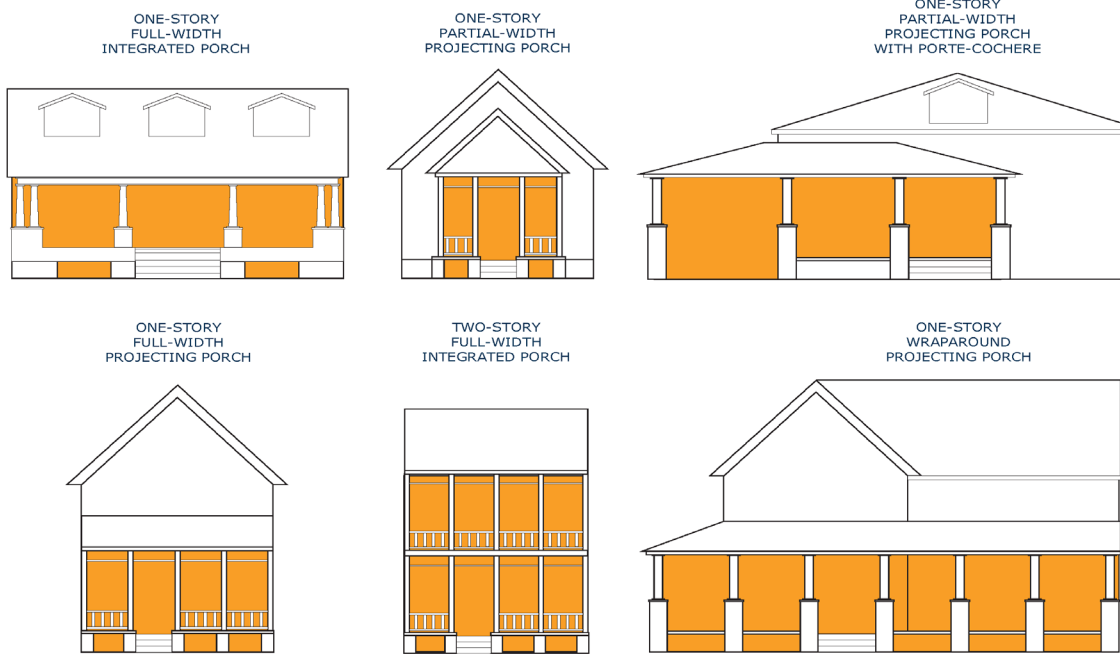 ONE-STORY
FULL-WIDTH
INTEGRATED PORCH
ONE-STORY
PARTIAL-WIDTH
PROJECTING PORCH
ONE-STORY
PARTIAL-WIDTH
PROJECTING PORCH
WITH PORTE-COCHERE
ONE-STORY
FULL-WIDTH
PROJECTING PORCH
TWO-STORY
FULL-WIDTH
INTEGRATED PORCH
ONE-STORY
WRAPAROUND
PROJECTING PORCH